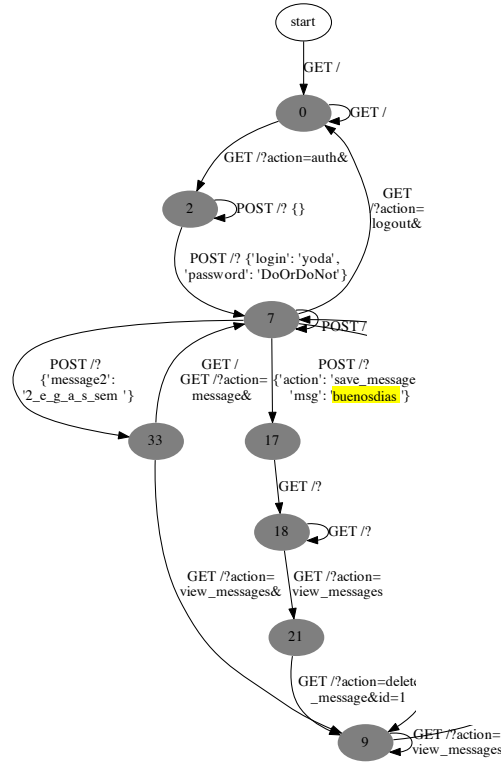 start
GET /
0
GET /
GET /?action=auth&
GET
/?action=
logout&
2
POST /? {}
POST /? {'login': 'yoda',
'password': 'DoOrDoNot'}
7
POST /
POST /?
{'message2':
'2_e_g_a_s_sem '}
GET /
GET /?action=
message&
POST /?
{'action': 'save_message
'msg': 'buenosdias '}
33
17
GET /?
18
GET /?
GET /?action=
view_messages&
GET /?action=
view_messages
21
GET /?action=delete
_message&id=1
9
GET /?action=
view_messages